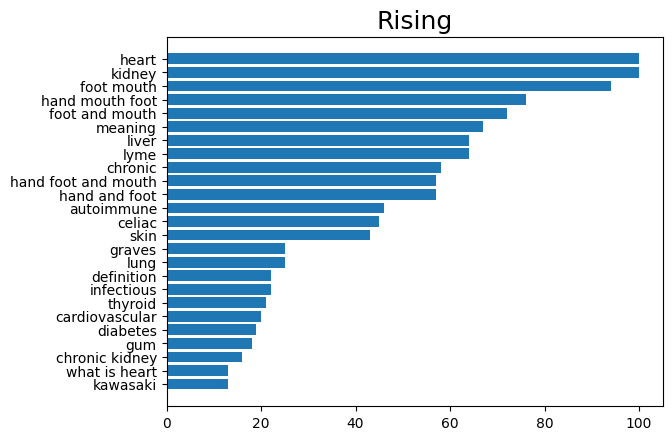 Rising
heart
kidney
foot mouth
hand mouth foot
foot and mouth
meaning
liver
lyme
chronic
hand foot and mouth
hand and foot
autoimmune
celiac
skin
graves
lung
definition
infectious
thyroid
cardiovascular
diabetes
gum
chronic kidney
what is heart
kawasaki
0 20 40 60 80 100